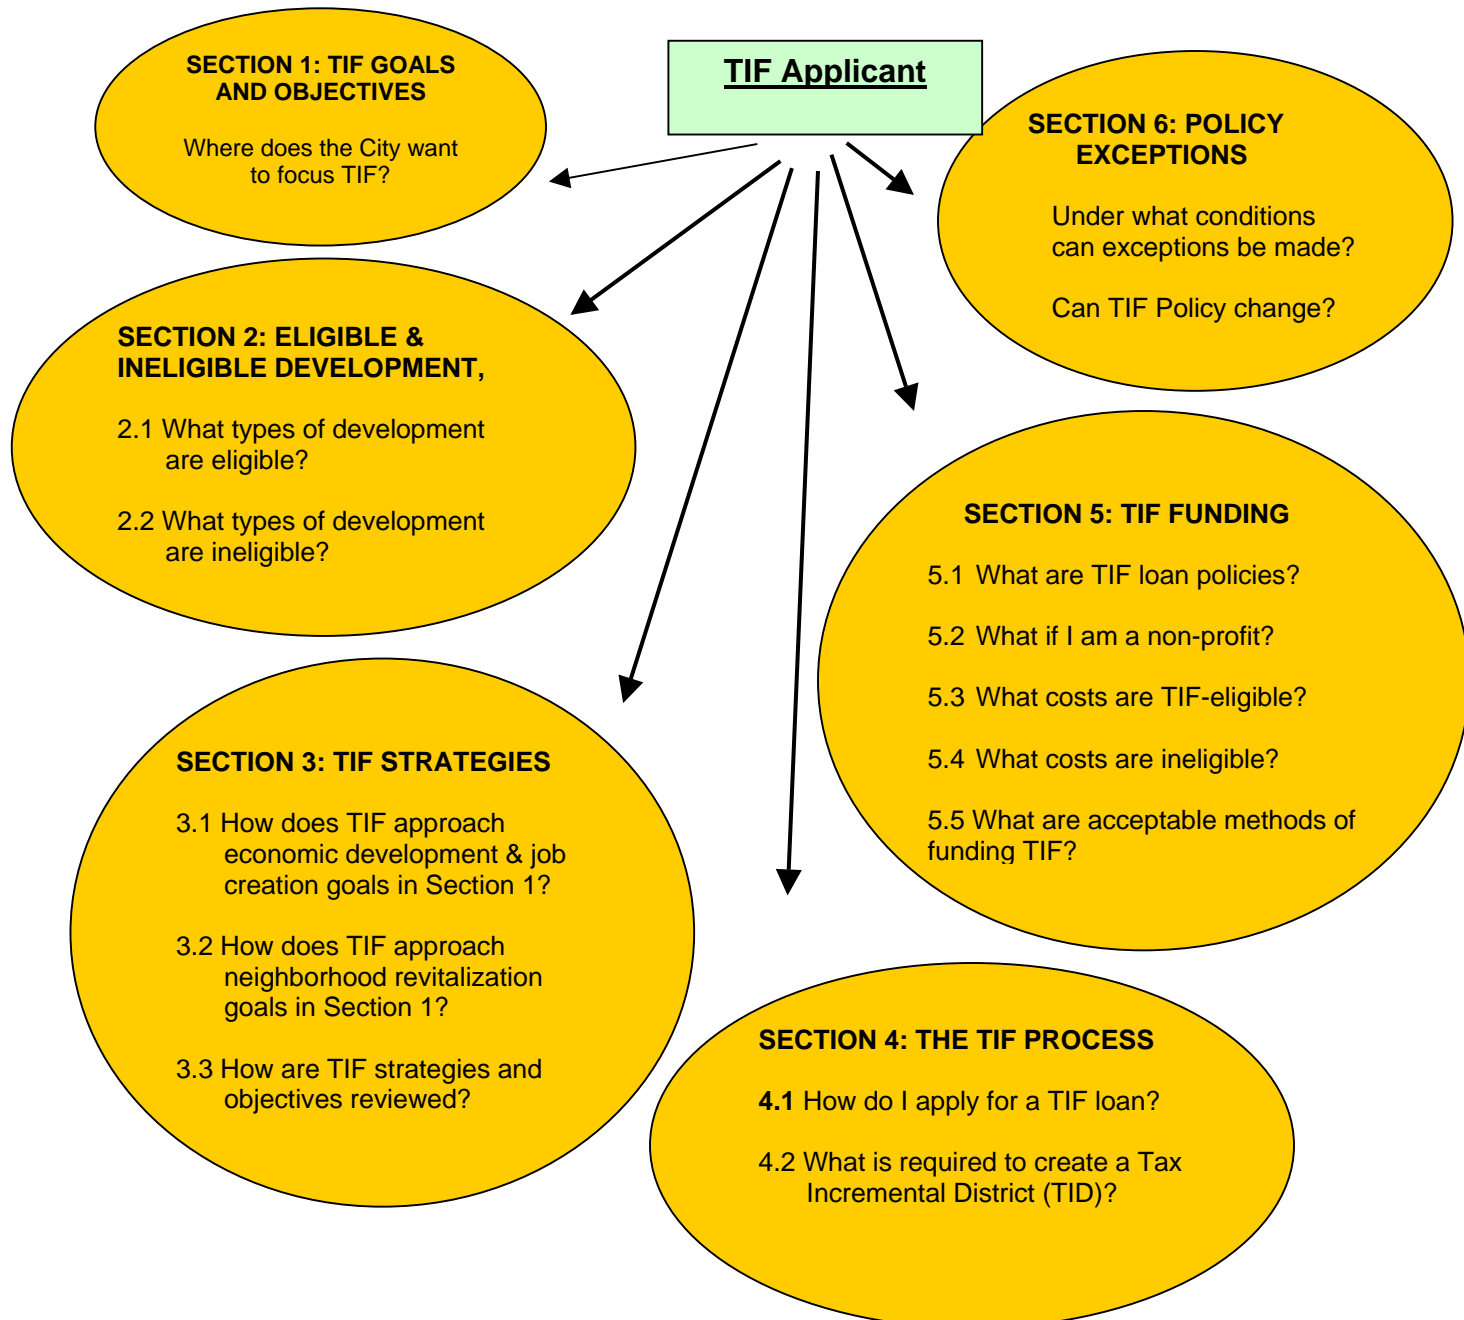 TIF Applicant
SECTION 1: TIF GOALS
AND OBJECTIVES
Where does the City want
to focus TIF?
SECTION 2: ELIGIBLE &
INELIGIBLE DEVELOPMENT,
2.1 What types of development
are eligible?
2.2 What types of development
are ineligible?
SECTION 3: TIF STRATEGIES
3.1 How does TIF approach
economic development & job
creation goals in Section 1?
3.2 How does TIF approach
neighborhood revitalization
goals in Section 1?
3.3 How are TIF strategies and
objectives reviewed?
SECTION 4: THE TIF PROCESS
4.1 How do I apply for a TIF loan?
4.2 What is required to create a Tax
Incremental District (TID)?
SECTION 5: TIF FUNDING
5.1 What are TIF loan policies?
5.2 What if I am a non-profit?
5.3 What costs are TIF-eligible?
5.4 What costs are ineligible?
5.5 What are acceptable methods of
funding TIF?
SECTION 6: POLICY
EXCEPTIONS
Under what conditions
can exceptions be made?
Can TIF Policy change?